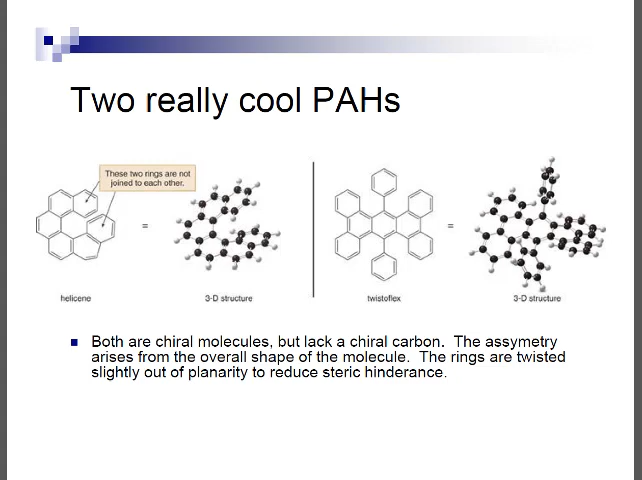 Two really cool PAHs
These two rings are not
joined to each other.
=
=
helicene
3-D structure
twistoflex
3-D structure
Both are chiral molecules, but lack a chiral carbon. The assymetry
arises from the overall shape of the molecule. The rings are twisted
slightly out of planarity to reduce steric hinderance.